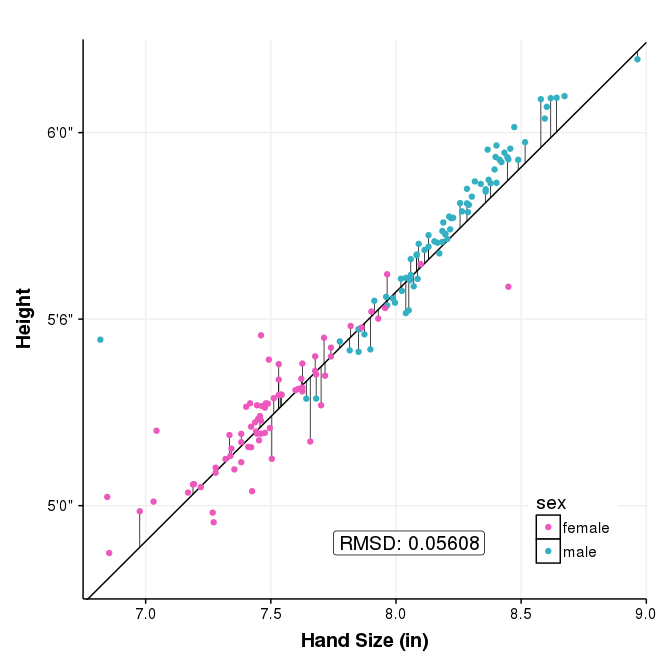 6'0"
5'6"
5'0"
Height
sex
female
male
RMSD: 0.05608
7.0 7.5 8.0 8.5 9.0
Hand Size (in)